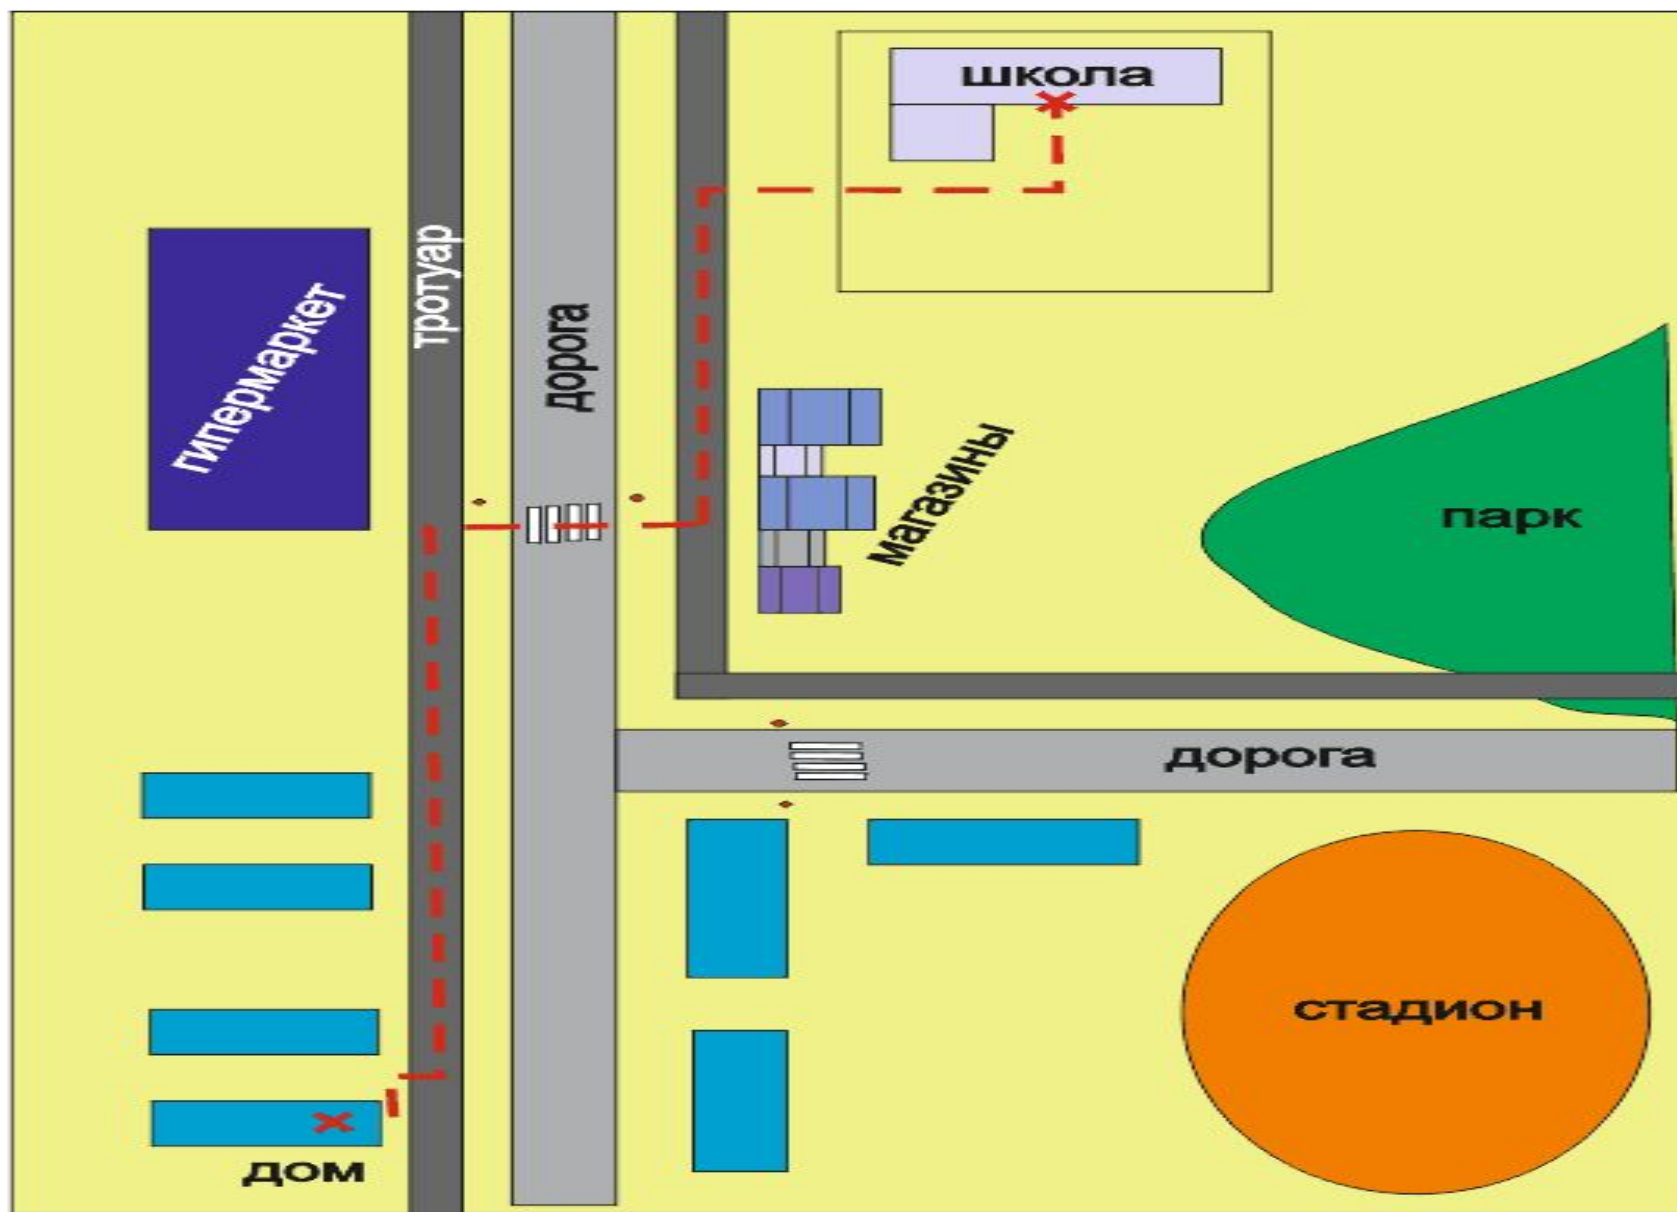 школа
тротуар
гипермаркет
дорога
магазины
парк
дорога
стадион
дом